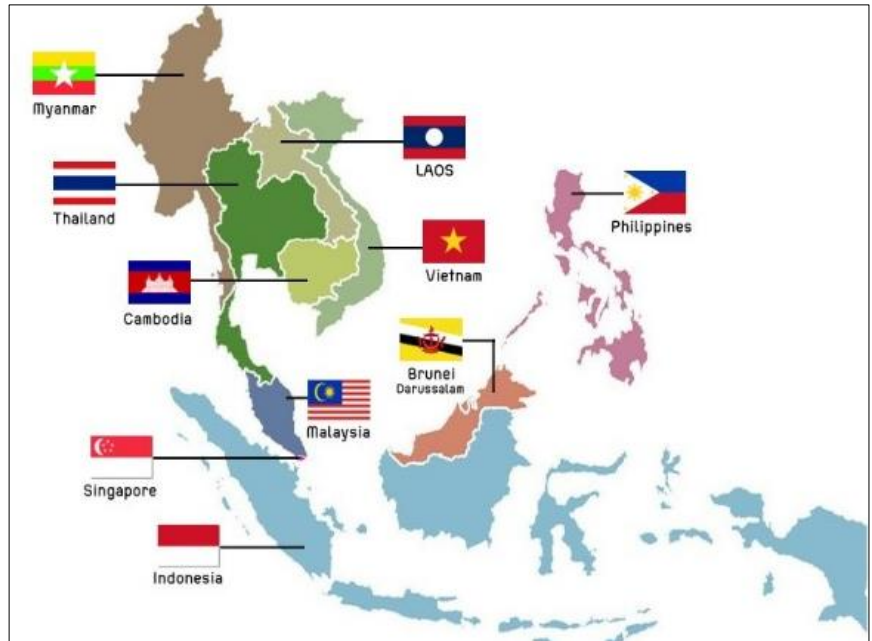 Myanmar
LAOS
Thailand
Philippines
Vietnam
Cambodia
Brunei
Darussalam
Malaysia
Singapore
Indonesia